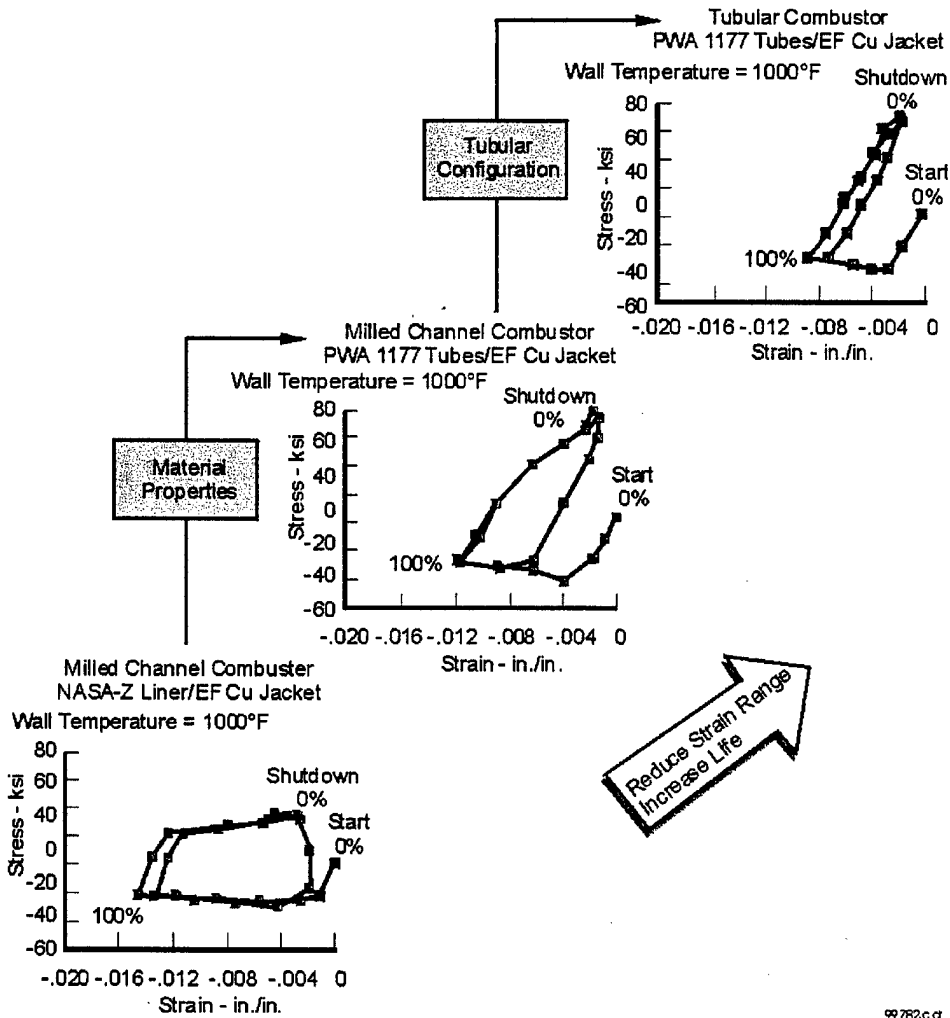 Tubular Combustor
PWA 1177 Tubes/EF Cu Jacket
Wall Temperature = 1000°F
Shutdown
0%
Start
0%
100%
Stress - ksi
80
60
40
20
0
-20
-40
-60
-.020 -.016 -.012 -.008 -.004 0
Strain - in./in.
Tubular
Configuration
Milled Channel Combustor
PWA 1177 Tubes/EF Cu Jacket
Wall Temperature = 1000°F
Shutdown
0%
Start
0%
100%
Stress - ksi
80
60
40
20
0
-20
-40
-60
-.020 -.016 -.012 -.008 -.004 0
Strain - in./in.
Material
Properties
Milled Channel Combuster
NASA-Z Liner/EF Cu Jacket
Wall Temperature = 1000°F
Shutdown
0%
Start
0%
100%
Stress - ksi
80
60
40
20
0
-20
-40
-60
-.020 -.016 -.012 -.008 -.004 0
Strain - in./in.
Reduce Strain Range
Increase Life